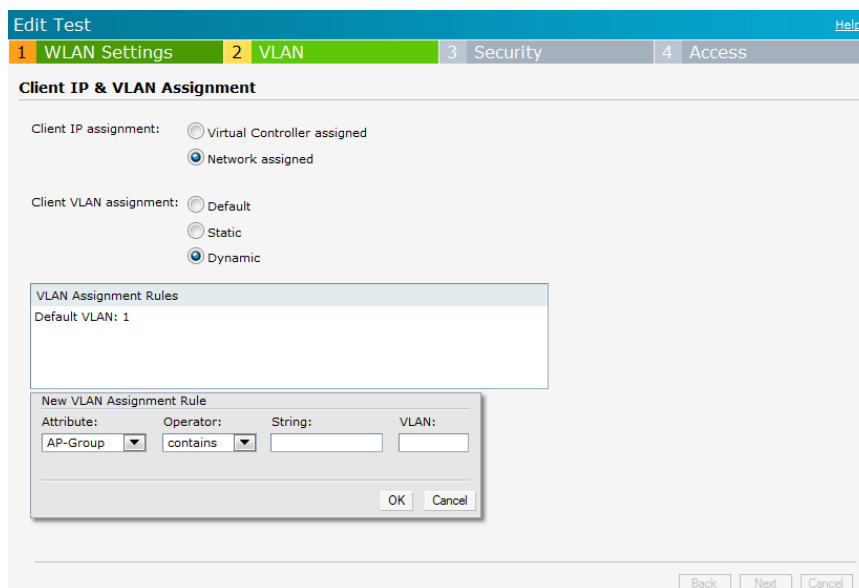 Edit Test
Help
1 WLAN Settings 2 VLAN 3 Security 4 Access
Client IP & VLAN Assignment
Client IP assignment:
Virtual Controller assigned
Network assigned
Client VLAN assignment:
Default
Static
Dynamic
VLAN Assignment Rules
Default VLAN: 1
New VLAN Assignment Rule
Attribute: Operator: String: VLAN:
AP-Group contains
OK Cancel
Back Next Cancel